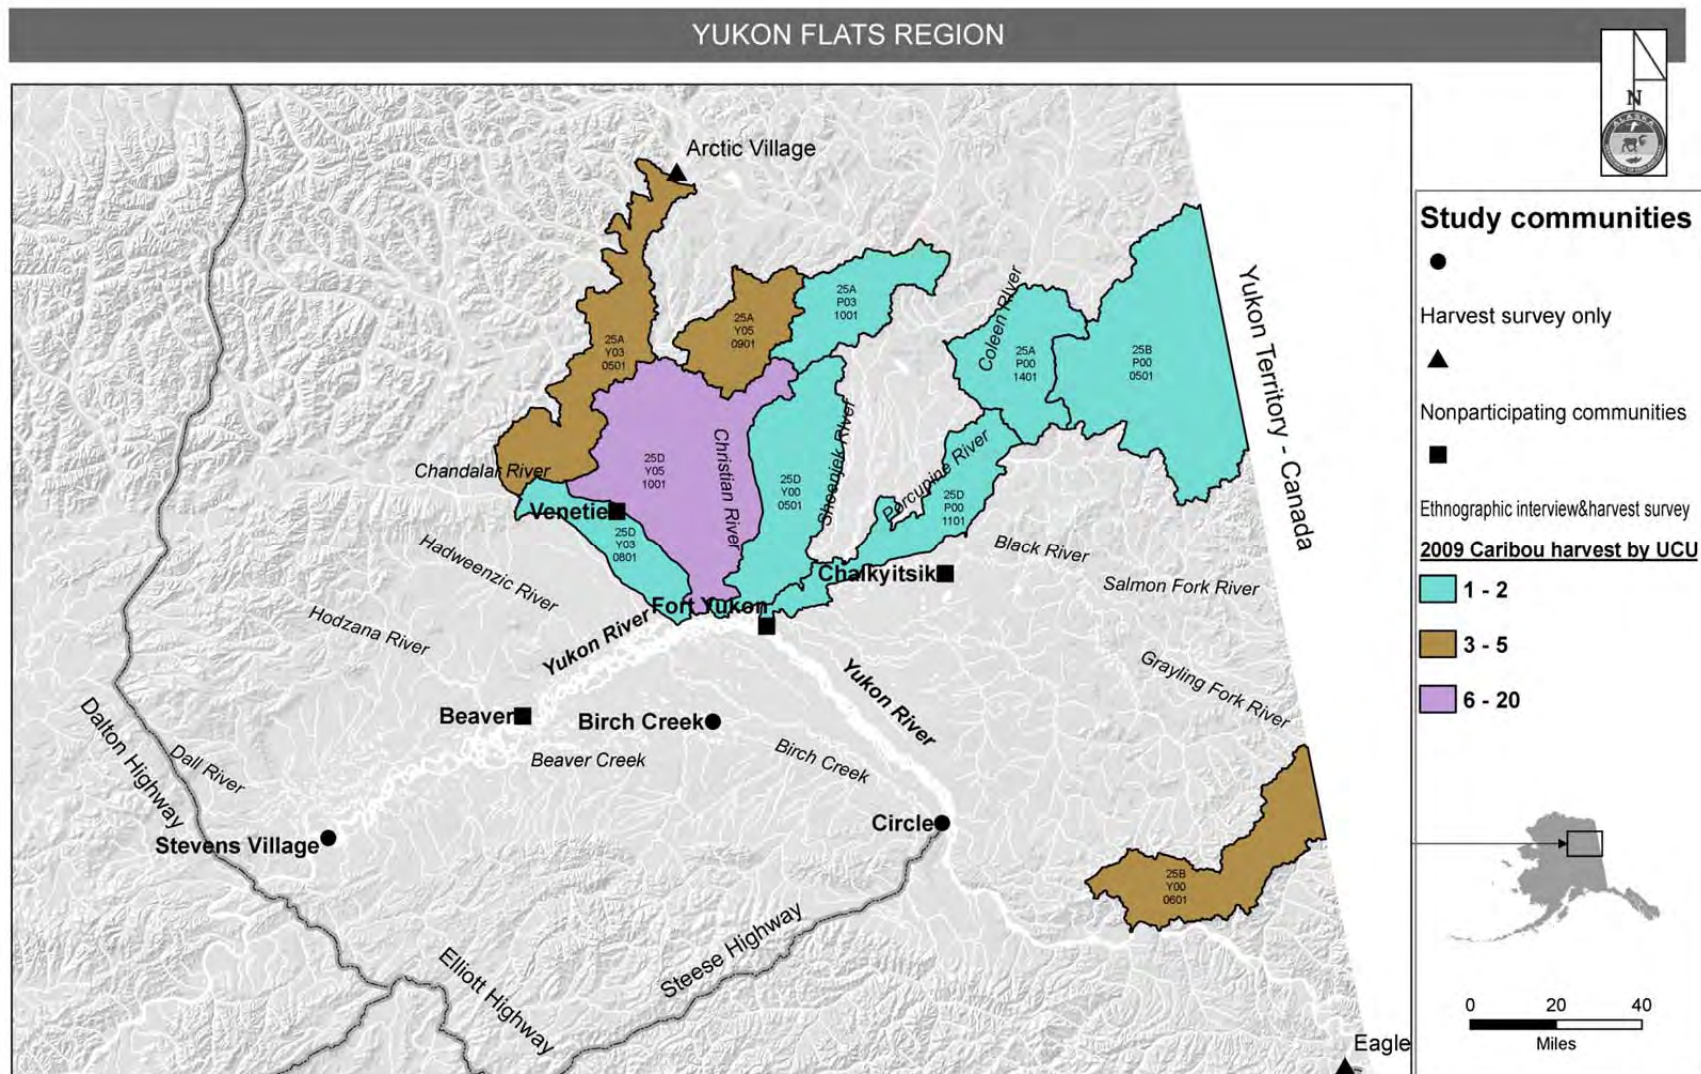 YUKON FLATS REGION
N
ALASKA
Arctic Village
25A
P03
1001
25A
Y05
0901
25A
Y03
0501
Coleen River
25A
P00
1401
25B
P00
0501
Yukon Territory - Canada
Chandalar River
25D
Y05
1001
Christian River
25D
Y00
0501
Sheenjek River
Porcupine River
25D
P00
1101
Venetie
25D
Y03
0801
Hadweenzic River
Black River
Chalkyitsik
Salmon Fork River
Fort Yukon
Hodzana River
Yukon River
Yukon River
Grayling Fork River
Beaver
Birch Creek
Beaver Creek
Birch Creek
Dalton Highway
Dall River
Stevens Village
Circle
25B
Y00
0601
Steese Highway
Elliott Highway
Eagle
Study communities
Harvest survey only
Nonparticipating communities
Ethnographic interview&harvest survey
2009 Caribou harvest by UCU
1 - 2
3 - 5
6 - 20
0 20 40
Miles